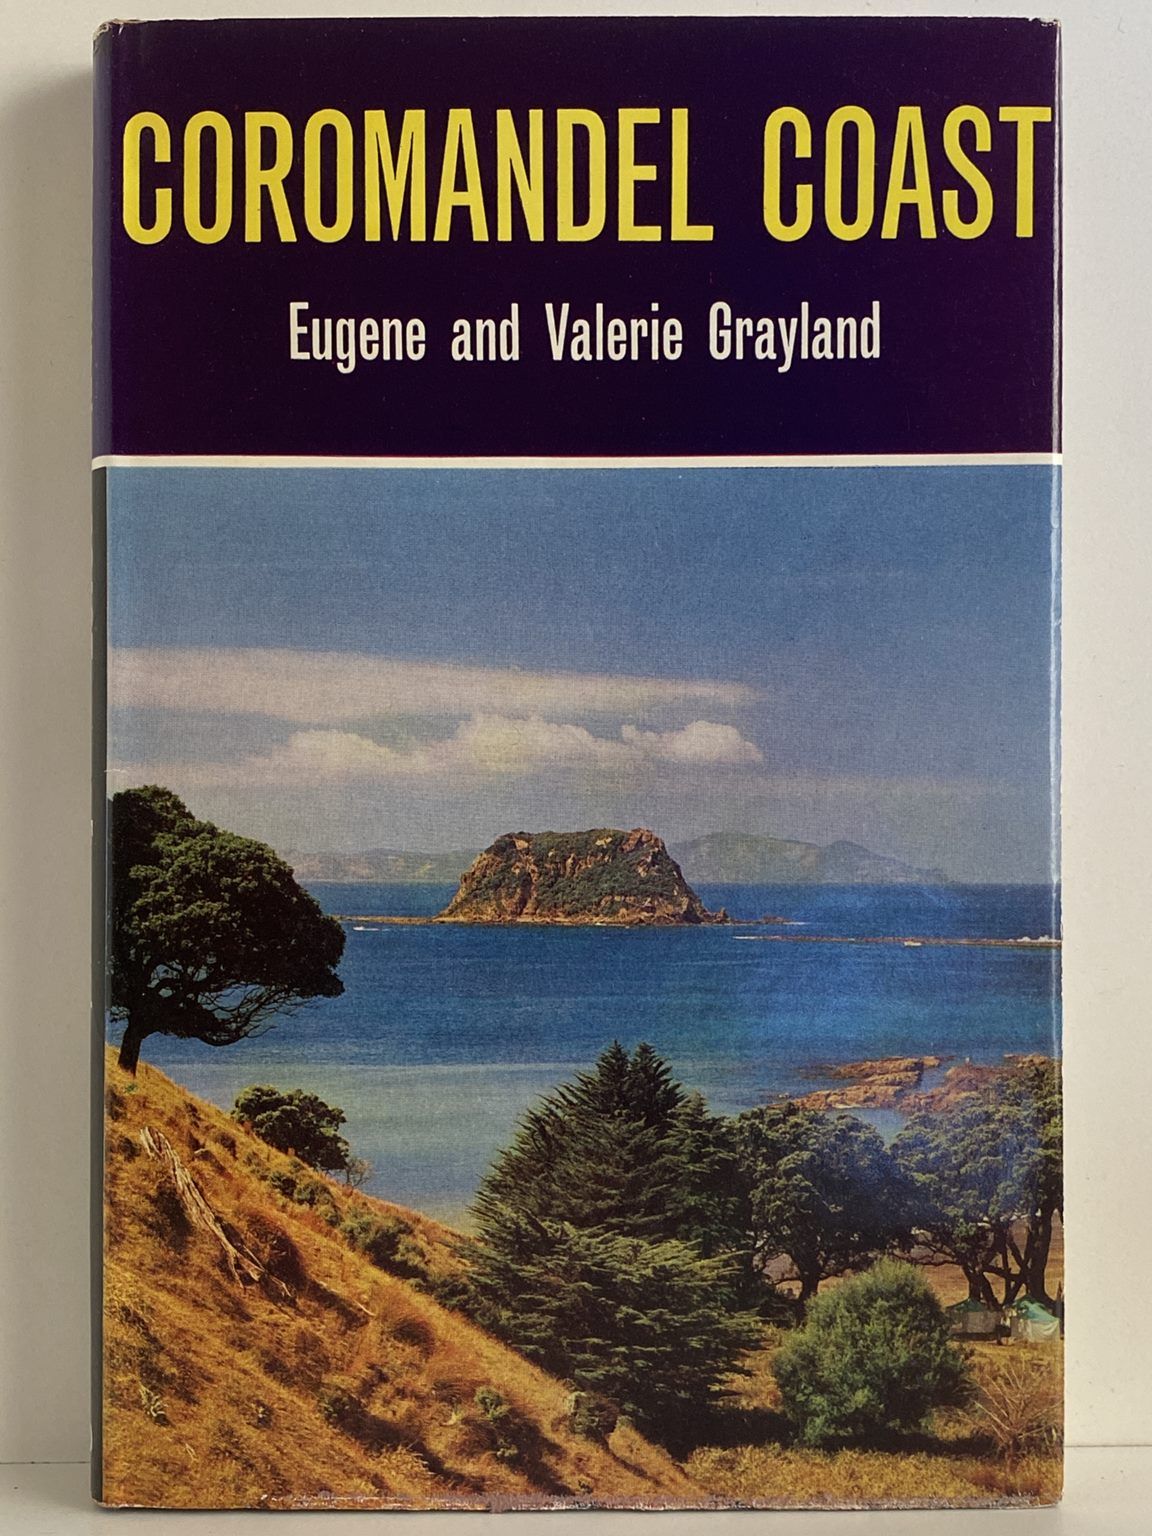 COROMANDEL COAST
Eugene and Valerie Grayland